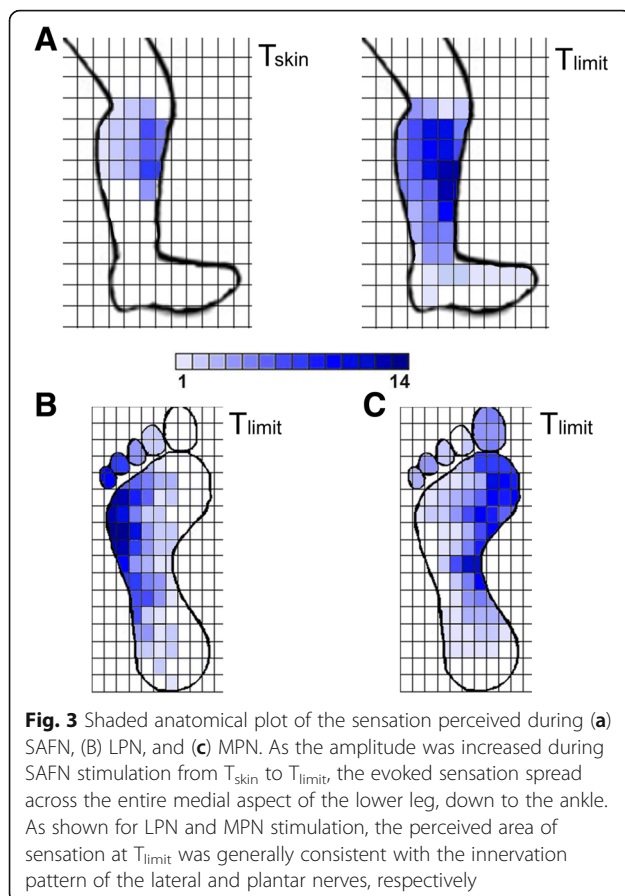 A
Tskin
Tlimit
1
14
B
Tlimit
C
Tlimit
Fig. 3 Shaded anatomical plot of the sensation perceived during (a)
SAFN, (B) LPN, and (c) MPN. As the amplitude was increased during
SAFN stimulation from Tskin to Tlimit, the evoked sensation spread
across the entire medial aspect of the lower leg, down to the ankle.
As shown for LPN and MPN stimulation, the perceived area of
sensation at Tlimit was generally consistent with the innervation
pattern of the lateral and plantar nerves, respectively